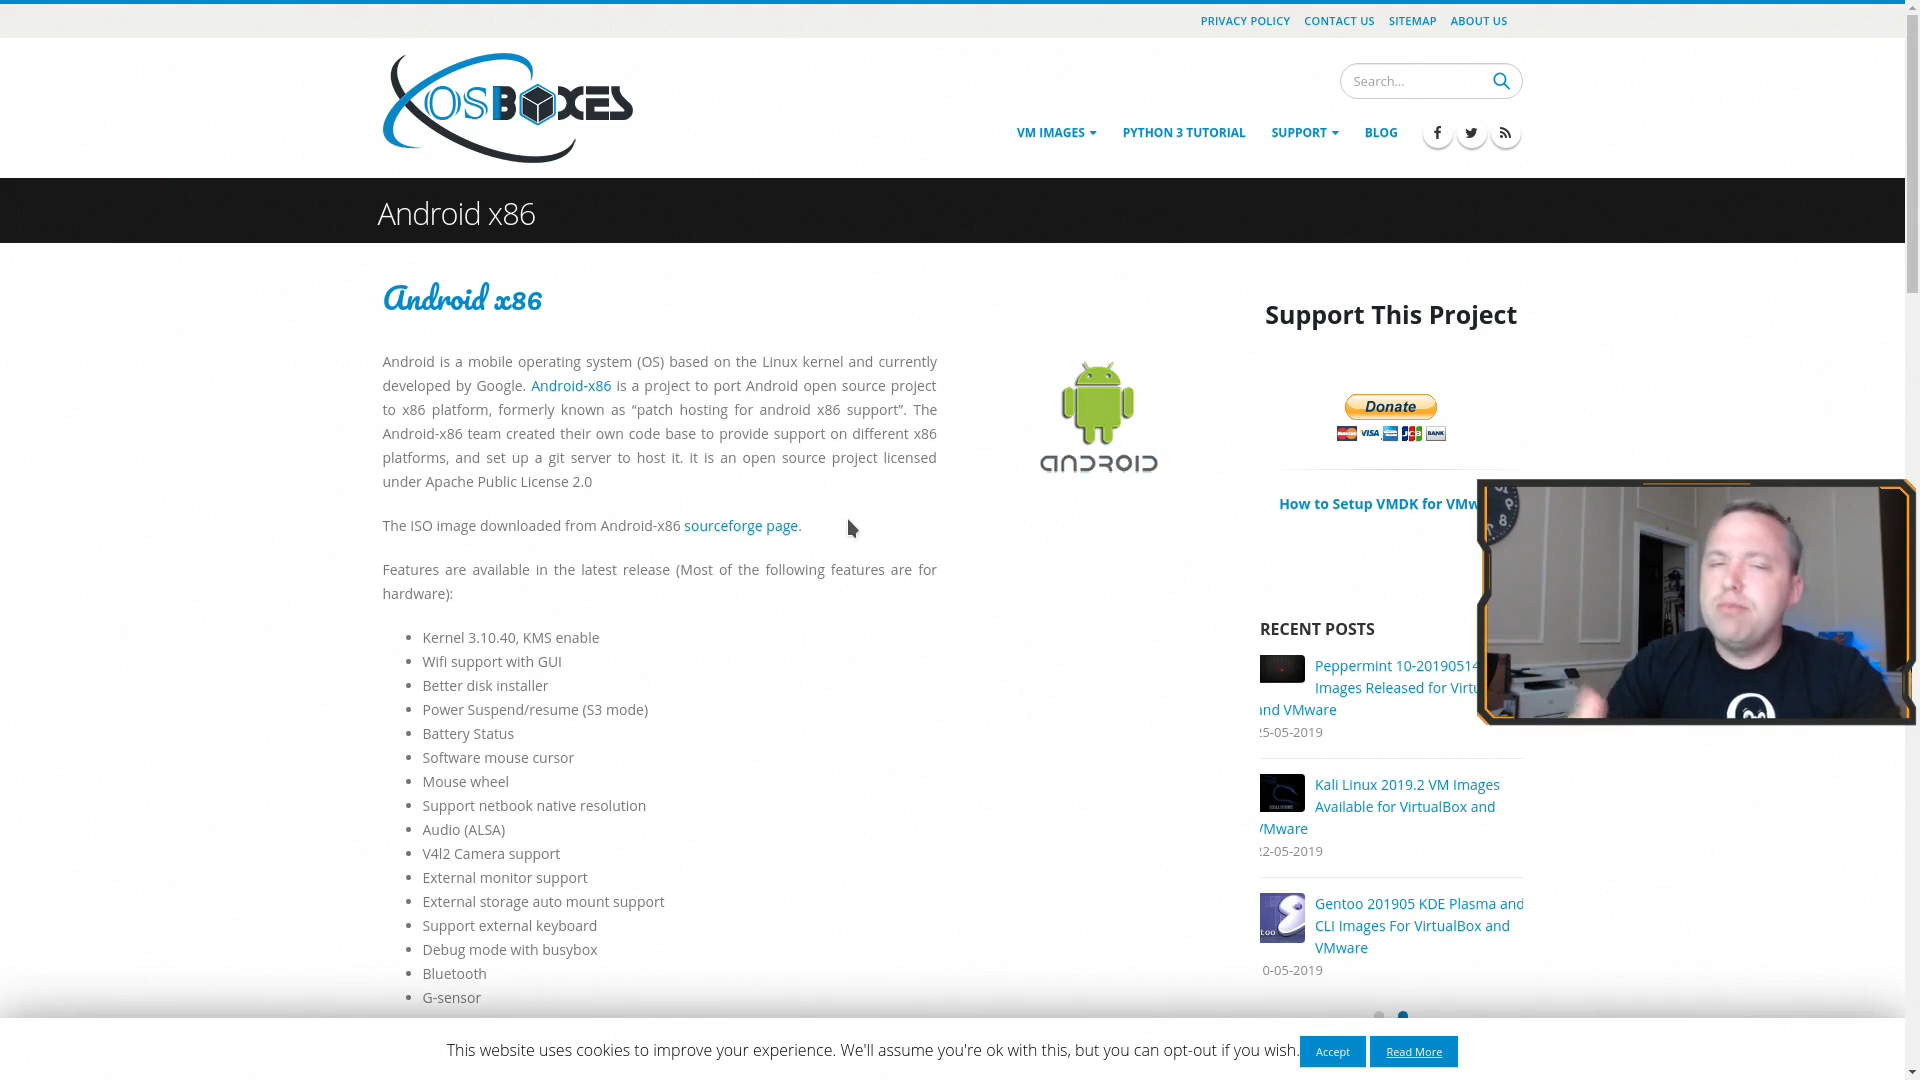 PRIVACY POLICY CONTACT US SITEMAP ABOUT US
OSBOXES
Search...
VM IMAGES PYTHON 3 TUTORIAL SUPPORT BLOG
Android x86
Android x86
Android is a mobile operating system (OS) based on the Linux kernel and currently
developed by Google. Android-x86 is a project to port Android open source project
to x86 platform, formerly known as “patch hosting for android x86 support”. The
Android-x86 team created their own code base to provide support on different x86
platforms, and set up a git server to host it. it is an open source project licensed
under Apache Public License 2.0
The ISO image downloaded from Android-x86 sourceforge page.
Features are available in the latest release (Most of the following features are for
hardware):
Kernel 3.10.40, KMS enable
Wifi support with GUI
Better disk installer
Power Suspend/resume (S3 mode)
Battery Status
Software mouse cursor
Mouse wheel
Support netbook native resolution
Audio (ALSA)
V4l2 Camera support
External monitor support
External storage auto mount support
Support external keyboard
Debug mode with busybox
Bluetooth
G-sensor
ANDROID
Support This Project
Donate
VISA JCB BANK
How to Setup VMDK for VMw
RECENT POSTS
Peppermint 10-20190514
Images Released for Virtu
and VMware
25-05-2019
Kali Linux 2019.2 VM Images
Available for VirtualBox and
VMware
22-05-2019
Gentoo 201905 KDE Plasma and
CLI Images For VirtualBox and
VMware
0-05-2019
This website uses cookies to improve your experience. We'll assume you're ok with this, but you can opt-out if you wish. Accept Read More